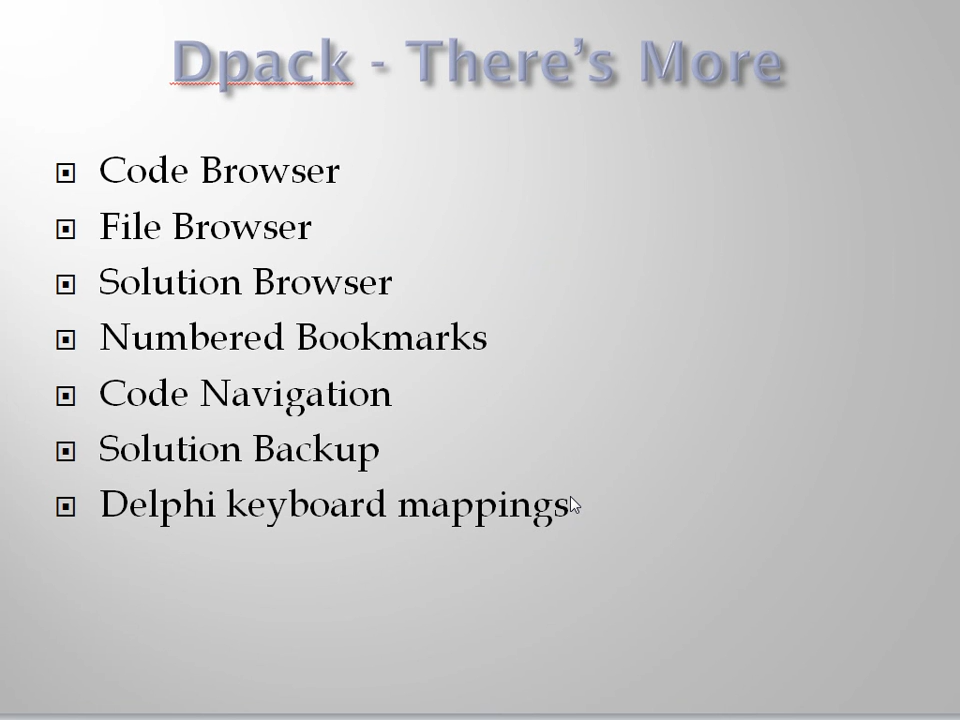 Dpack - There’s More
Code Browser
File Browser
Solution Browser
Numbered Bookmarks
Code Navigation
Solution Backup
Delphi keyboard mappings